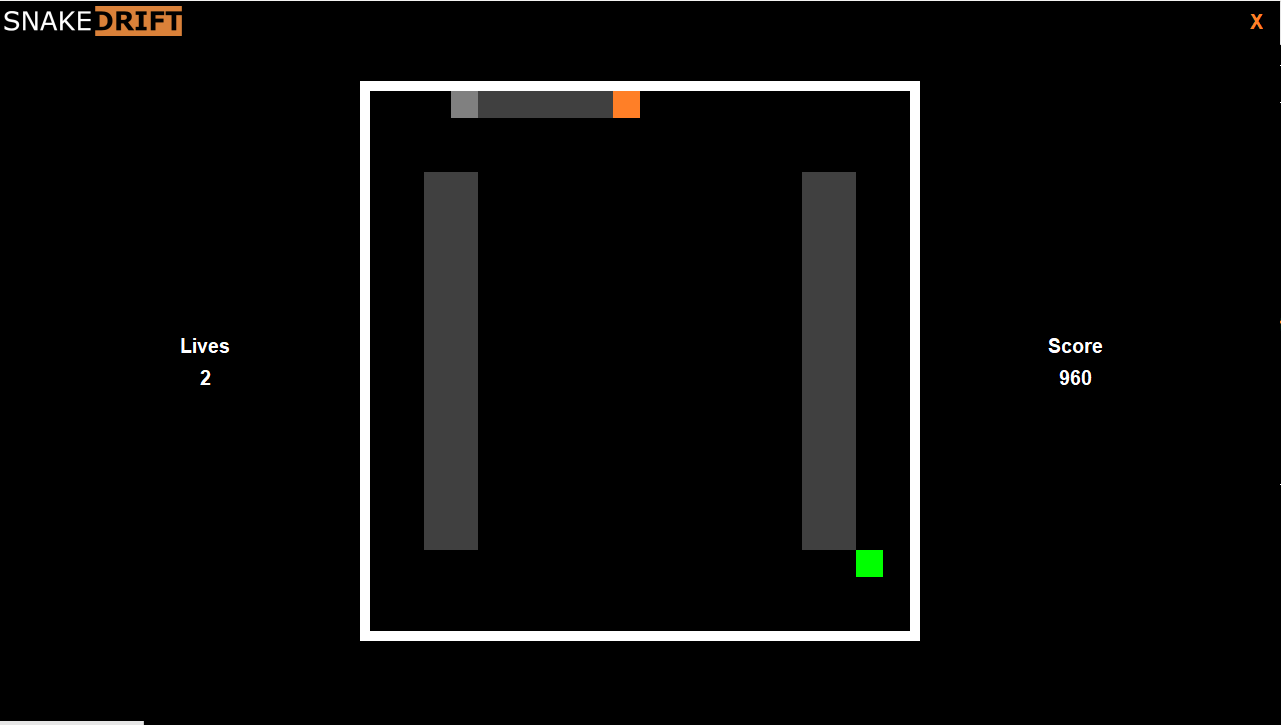 SNAKEDRIFT
X
Lives
2
Score
960